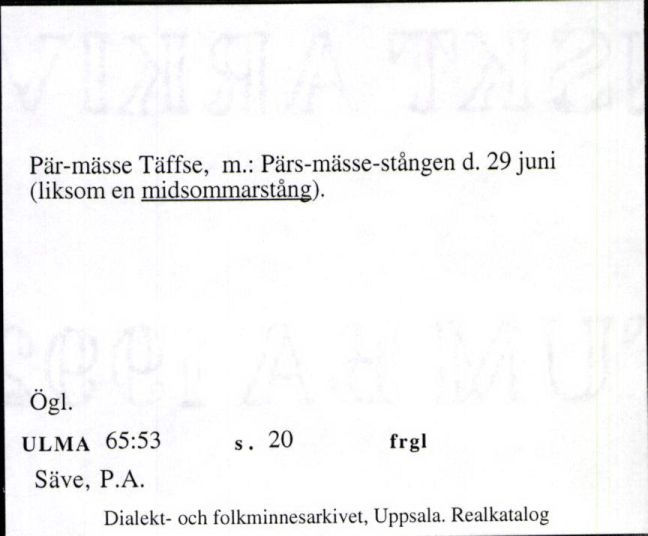 Pär-mässe Täffse, m.: Pärs-mässe-stången d. 29 juni
(liksom en midsommarstång).
Ögl.
ULMA 65:53 s. 20 frgl
Säve, P.A.
Dialekt- och folkminnesarkivet, Uppsala. Realkatalog